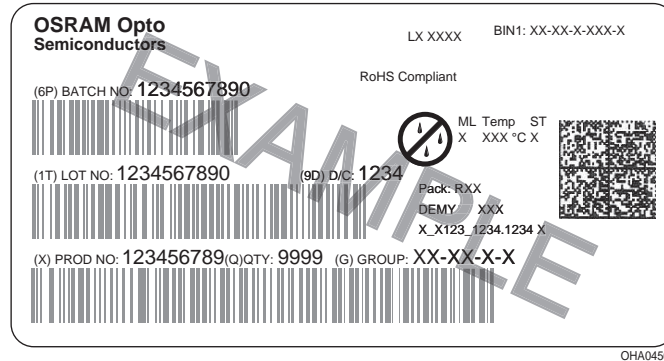 OSRAM Opto
Semiconductors
LX XXXX
BIN1: XX-XX-X-XXX-X
RoHS Compliant
(6P) BATCH NO: 1234567890
ML Temp ST
X XXX °C X
(1T) LOT NO: 1234567890
(9D) D/C: 1234
Pack: RXX
DEMY XXX
X_X123_1234.1234 X
(X) PROD NO: 123456789(Q)QTY: 9999 (G) GROUP: XX-XX-X-X
EXAMPLE